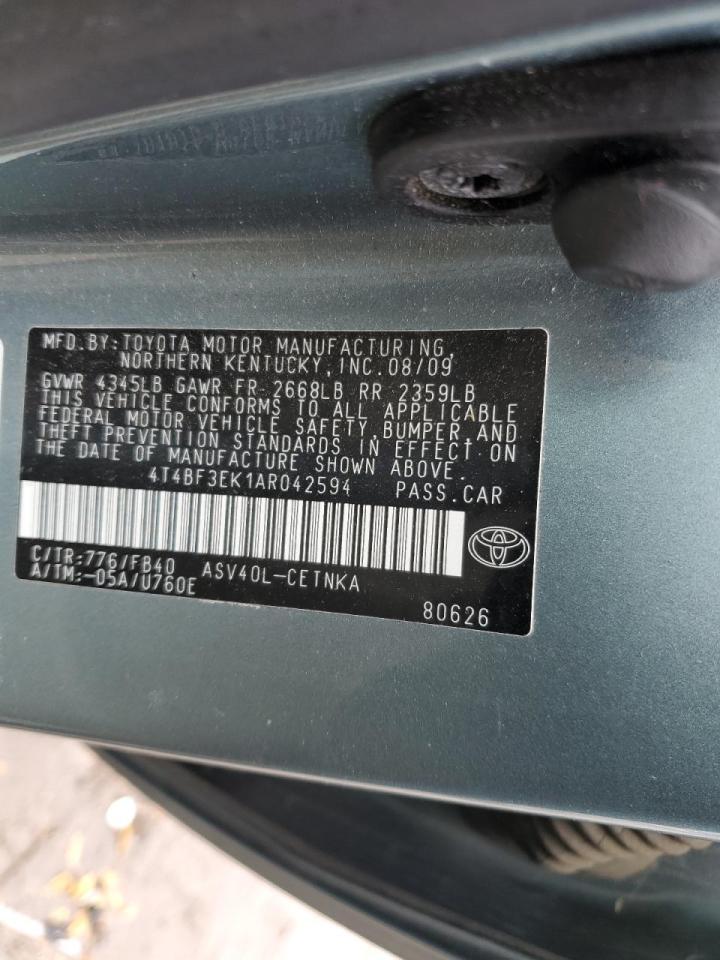 MFD.BY:TOYOTA MOTOR MANUFACTURING,
NORTHERN KENTUCKY, INC. 08/09
GVWR 4345LB GAWR FR 2668LB RR 2359LB
THIS VEHICLE CONFORMS TO ALL APPLICABLE
FEDERAL MOTOR VEHICLE SAFETY, BUMPER, AND
THEFT PREVENTION STANDARDS IN EFFECT ON
THE DATE OF MANUFACTURE SHOWN ABOVE.
4T4BF3EK1AR042594 PASS.CAR
C/TR:776/FB40 ASV40L-CETNKA
A/TM:-05A/U760E
80626